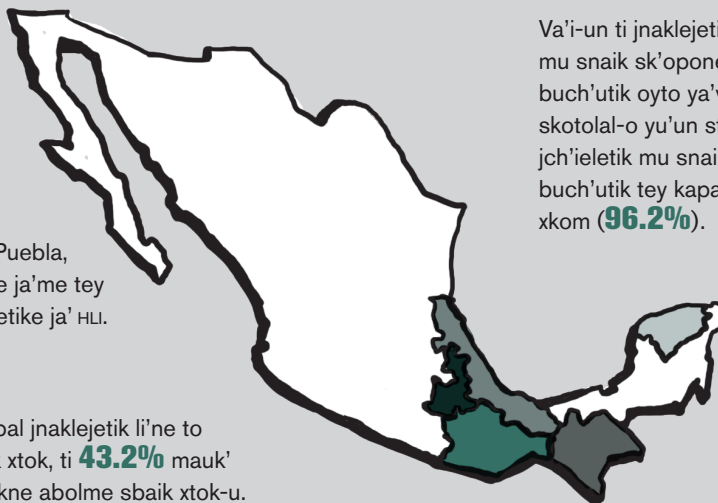 Va'i-un ti jnaklejeti
mu snaik sk'opone
buch'utik oyto ya'
skotolal-o yu'un s
jch'ieletik mu snai
buch'utik tey kapa
xkom (96.2%).
Puebla,
e ja'me tey
etike ja' HLI.
pal jnaklejetik li'ne to
k xtok, ti 43.2% mauk'
kne abolme sbaik xtok-u.